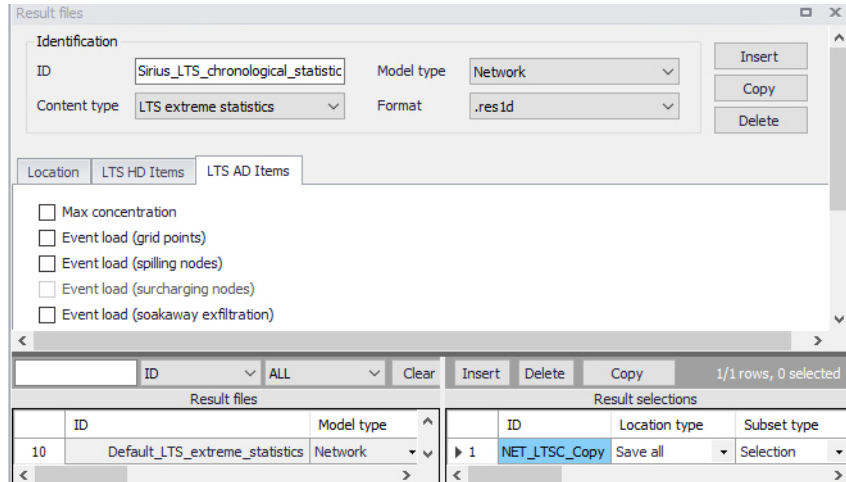 Result files
Identification
ID Sirius_LTS_chronological_statistic Model type Network Insert
Copy
Content type LTS extreme statistics Format .res1d
Delete
Location LTS HD Items LTS AD Items
Max concentration
Event load (grid points)
Event load (spilling nodes)
Event load (surcharging nodes)
Event load (soakaway exfiltration)
ID ALL Clear Insert Delete Copy 1/1 rows, 0 selected
Result files Result selections
ID Model type ID Location type Subset type
10 Default_LTS_extreme_statistics Network 1 NET_LTSC_Copy Save all Selection